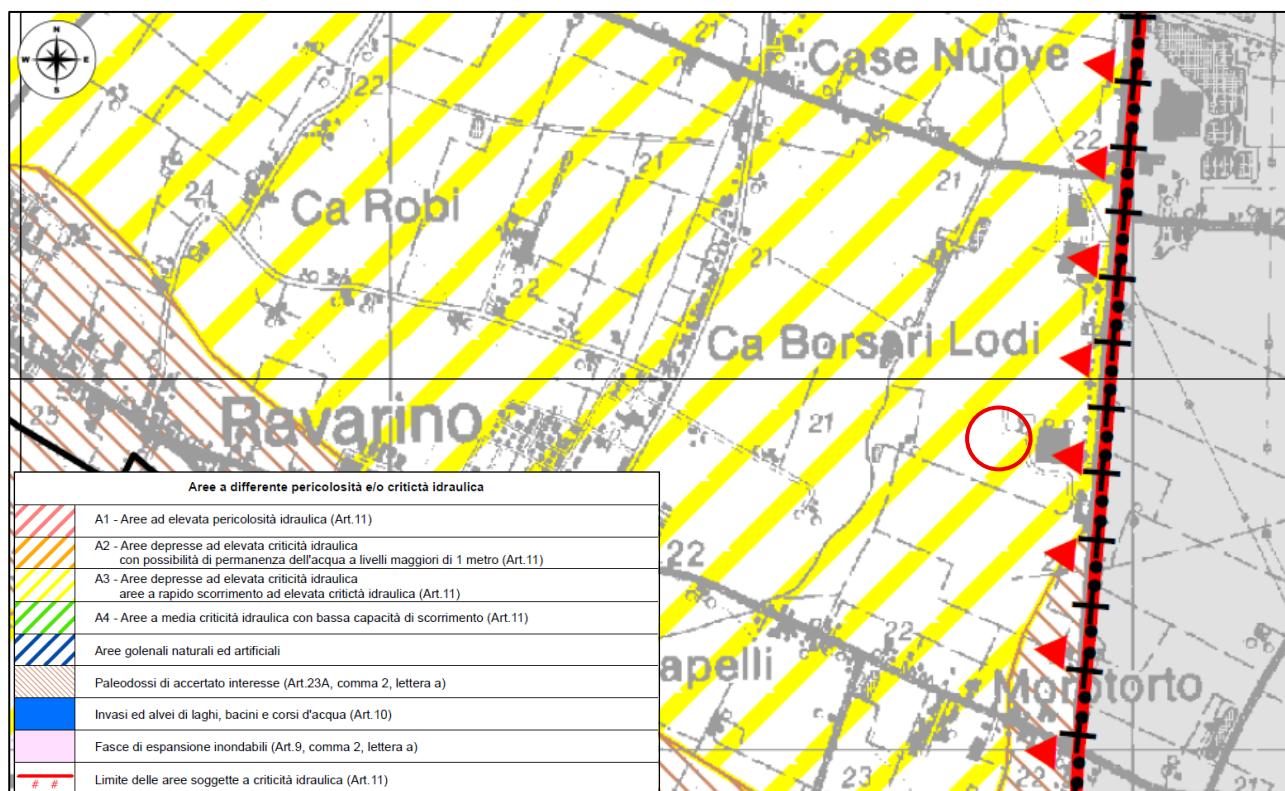 N
W E
S
21
Case Nuove
22
22
21
21
24
Ca Robi
21
22
Ca Borsari Lodi
Ravarino
25
21
22
22
apelli
Morotorto
23
22
21
Aree a differente pericolosità e/o critictà idraulica
A1 - Aree ad elevata pericolosità idraulica (Art.11)
A2 - Aree depresse ad elevata criticità idraulica
con possibilità di permanenza dell'acqua a livelli maggiori di 1 metro (Art.11)
A3 - Aree depresse ad elevata criticità idraulica
aree a rapido scorrimento ad elevata critictà idraulica (Art.11)
A4 - Aree a media criticità idraulica con bassa capacità di scorrimento (Art.11)
Aree golenali naturali ed artificiali
Paleodossi di accertato interesse (Art.23A, comma 2, lettera a)
Invasi ed alvei di laghi, bacini e corsi d'acqua (Art.10)
Fasce di espansione inondabili (Art.9, comma 2, lettera a)
Limite delle aree soggette a criticità idraulica (Art.11)
# #